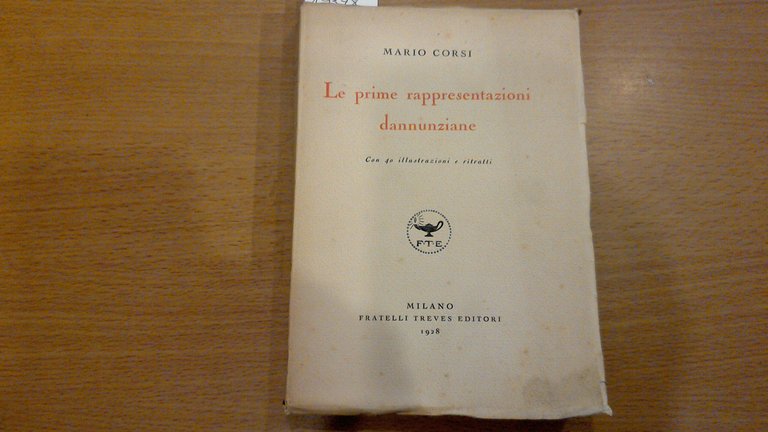 MARIO CORSI
Le prime rappresentazioni
dannunziane
Con 40 illustrazioni e ritratti
F.T.E.
MILANO
FRATELLI TREVES EDITORI
1928